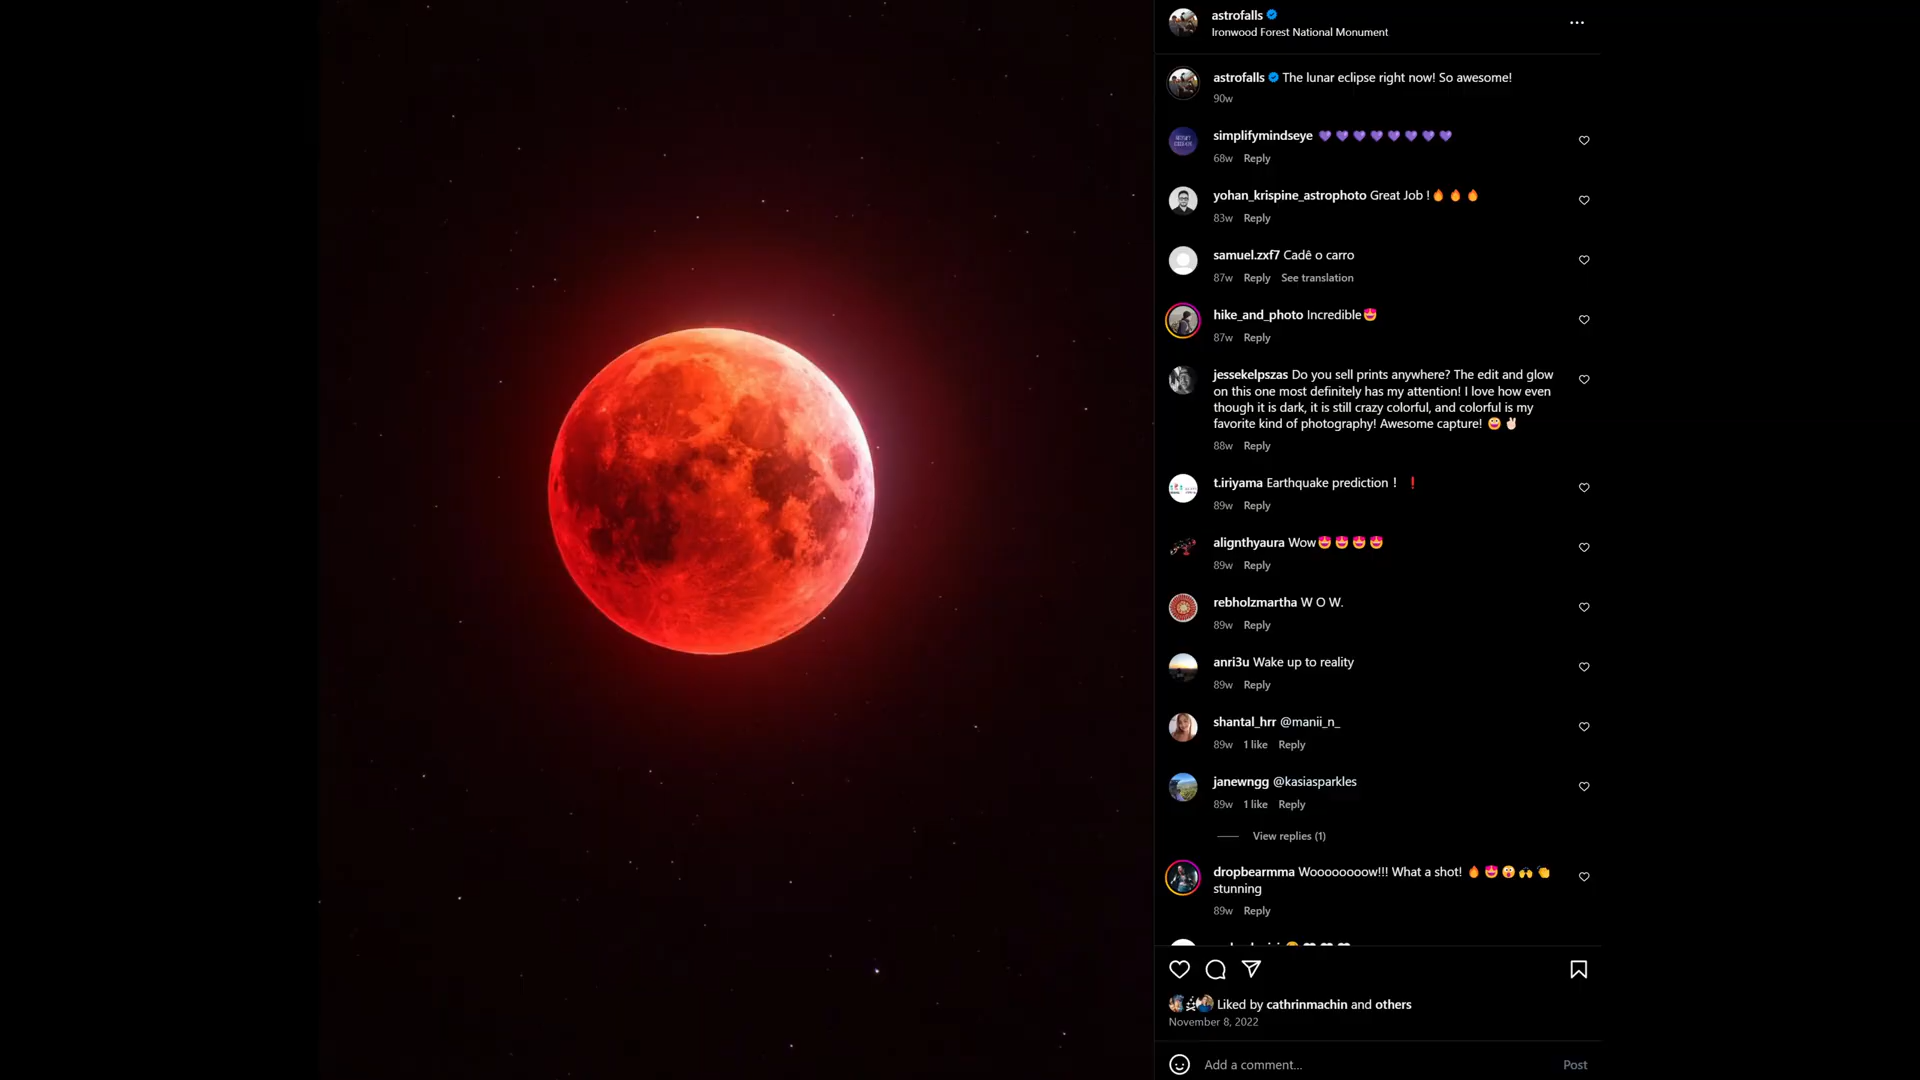 astrofalls
Ironwood Forest National Monument
astrofalls The lunar eclipse right now! So awesome!
90w
simplifymindseye 💜💜💜💜💜💜💜💜
68w Reply
yohan_krispine_astrophoto Great Job !🔥🔥🔥
83w Reply
samuel.zxf7 Cadê o carro
87w Reply See translation
hike_and_photo Incredible🤩
87w Reply
jessekelpszas Do you sell prints anywhere? The edit and glow
on this one most definitely has my attention! I love how even
though it is dark, it is still crazy colorful, and colorful is my
favorite kind of photography! Awesome capture! 😀✌🏻
88w Reply
t.iriyama Earthquake prediction！❗
89w Reply
alignthyaura Wow🤩🤩🤩🤩
89w Reply
rebholzmartha W O W.
89w Reply
anri3u Wake up to reality
89w Reply
shantal_hrr @manii_n_
89w 1 like Reply
janewngg @kasiasparkles
89w 1 like Reply
View replies (1)
dropbearmma Woooooooow!!! What a shot! 🔥🤩😲🙌👏
stunning
89w Reply
Liked by cathrinmachin and others
November 8, 2022
Add a comment...
Post